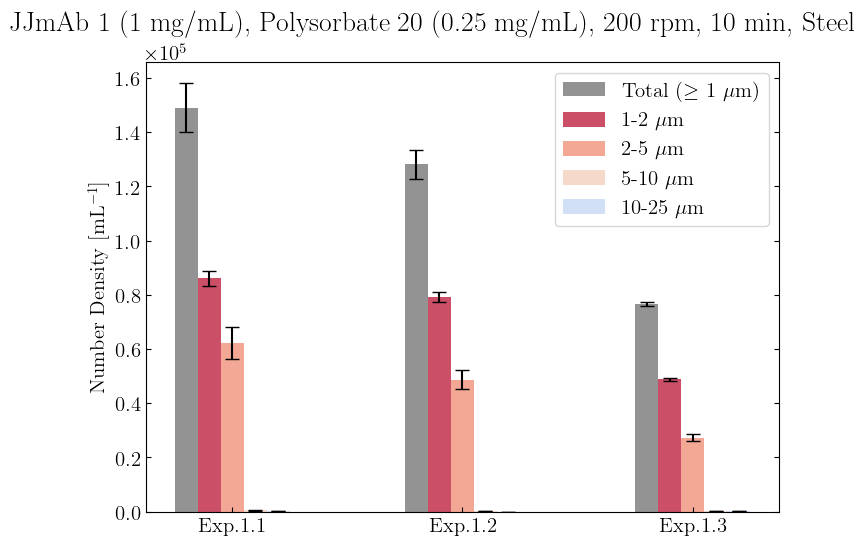 JJmAb 1 (1 mg/mL), Polysorbate 20 (0.25 mg/mL), 200 rpm, 10 min, Steel
×10⁵
1.6
1.4
1.2
1.0
0.8
0.6
0.4
0.2
0.0
Number Density [mL⁻¹]
Total (≥ 1 μm)
1-2 μm
2-5 μm
5-10 μm
10-25 μm
Exp.1.1
Exp.1.2
Exp.1.3